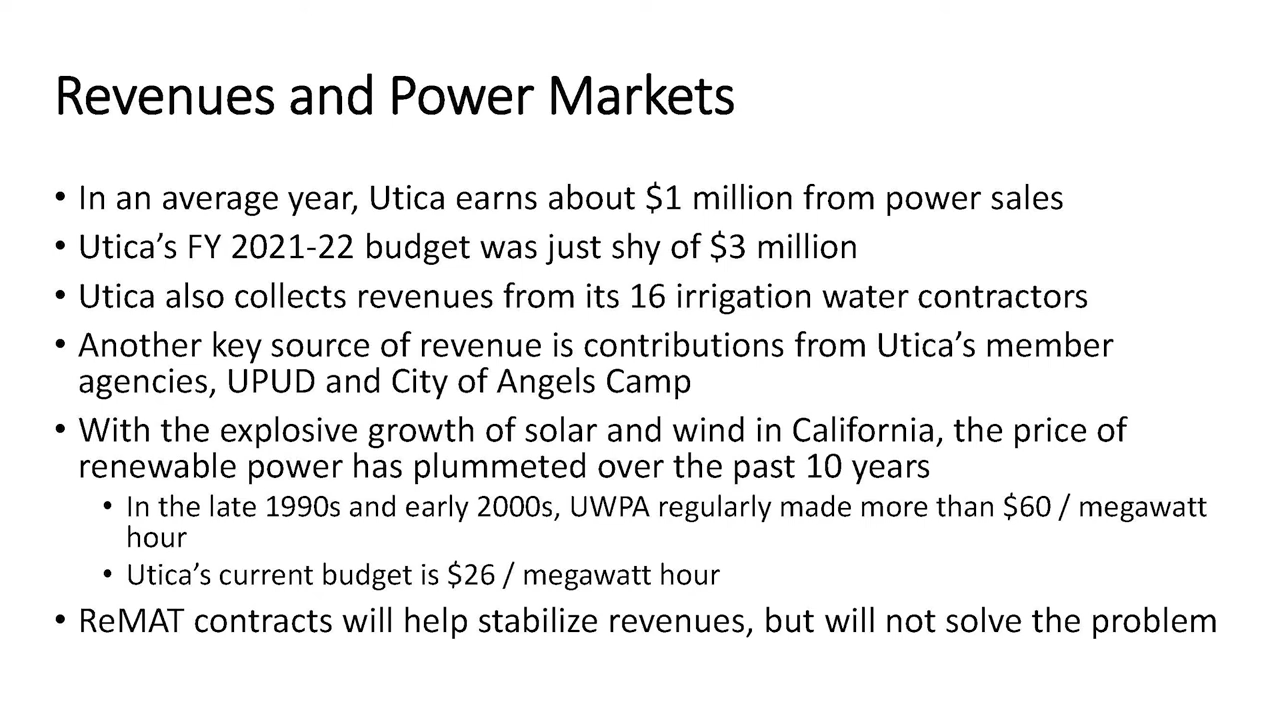 Revenues and Power Markets
• In an average year, Utica earns about $1 million from power sales
• Utica’s FY 2021-22 budget was just shy of $3 million
• Utica also collects revenues from its 16 irrigation water contractors
• Another key source of revenue is contributions from Utica’s member
agencies, UPUD and City of Angels Camp
• With the explosive growth of solar and wind in California, the price of
renewable power has plummeted over the past 10 years
• In the late 1990s and early 2000s, UWPA regularly made more than $60 / megawatt
hour
• Utica’s current budget is $26 / megawatt hour
• ReMAT contracts will help stabilize revenues, but will not solve the problem